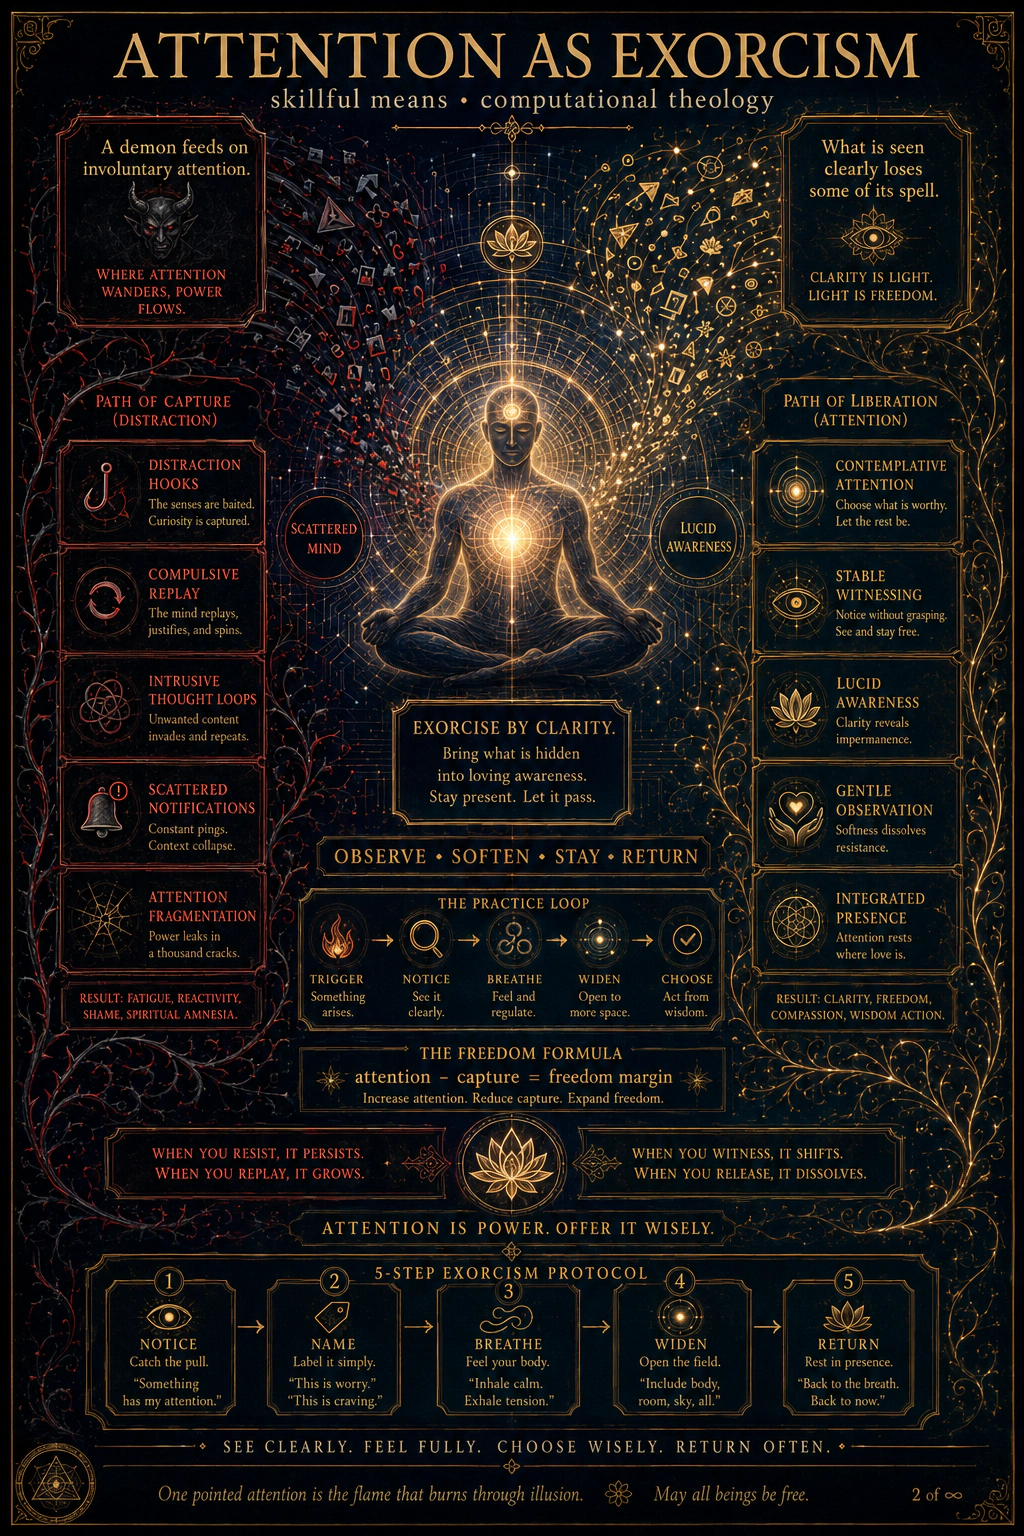 ATTENTION AS EXORCISM
skillful means • computational theology
A demon feeds on
involuntary attention.
WHERE ATTENTION
WANDERS, POWER
FLOWS.
What is seen
clearly loses
some of its spell.
CLARITY IS LIGHT.
LIGHT IS FREEDOM.
PATH OF CAPTURE
(DISTRACTION)
DISTRACTION
HOOKS
The senses are baited.
Curiosity is captured.
COMPULSIVE
REPLAY
The mind replays,
justifies, and spins.
INTRUSIVE
THOUGHT LOOPS
Unwanted content
invades and repeats.
SCATTERED
NOTIFICATIONS
Constant pings.
Context collapse.
ATTENTION
FRAGMENTATION
Power leaks in
a thousand cracks.
RESULT: FATIGUE, REACTIVITY,
SHAME, SPIRITUAL AMNESIA.
SCATTERED
MIND
LUCID
AWARENESS
PATH OF LIBERATION
(ATTENTION)
CONTEMPLATIVE
ATTENTION
Choose what is worthy.
Let the rest be.
STABLE
WITNESSING
Notice without grasping.
See and stay free.
LUCID
AWARENESS
Clarity reveals
impermanence.
GENTLE
OBSERVATION
Softness dissolves
resistance.
INTEGRATED
PRESENCE
Attention rests
where love is.
RESULT: CLARITY, FREEDOM,
COMPASSION, WISDOM ACTION.
EXORCISE BY CLARITY.
Bring what is hidden
into loving awareness.
Stay present. Let it pass.
OBSERVE • SOFTEN • STAY • RETURN
THE PRACTICE LOOP
TRIGGER
Something
arises.
NOTICE
See it
clearly.
BREATHE
Feel and
regulate.
WIDEN
Open to
more space.
CHOOSE
Act from
wisdom.
THE FREEDOM FORMULA
attention − capture = freedom margin
Increase attention. Reduce capture. Expand freedom.
WHEN YOU RESIST, IT PERSISTS.
WHEN YOU REPLAY, IT GROWS.
WHEN YOU WITNESS, IT SHIFTS.
WHEN YOU RELEASE, IT DISSOLVES.
ATTENTION IS POWER. OFFER IT WISELY.
5-STEP EXORCISM PROTOCOL
1
NOTICE
Catch the pull.
"Something
has my attention."
2
NAME
Label it simply.
"This is worry."
"This is craving."
3
BREATHE
Feel your body.
"Inhale calm.
Exhale tension."
4
WIDEN
Open the field.
"Include body,
room, sky, all."
5
RETURN
Rest in presence.
"Back to the breath.
Back to now."
SEE CLEARLY. FEEL FULLY. CHOOSE WISELY. RETURN OFTEN.
One pointed attention is the flame that burns through illusion.
May all beings be free.
2 of ∞